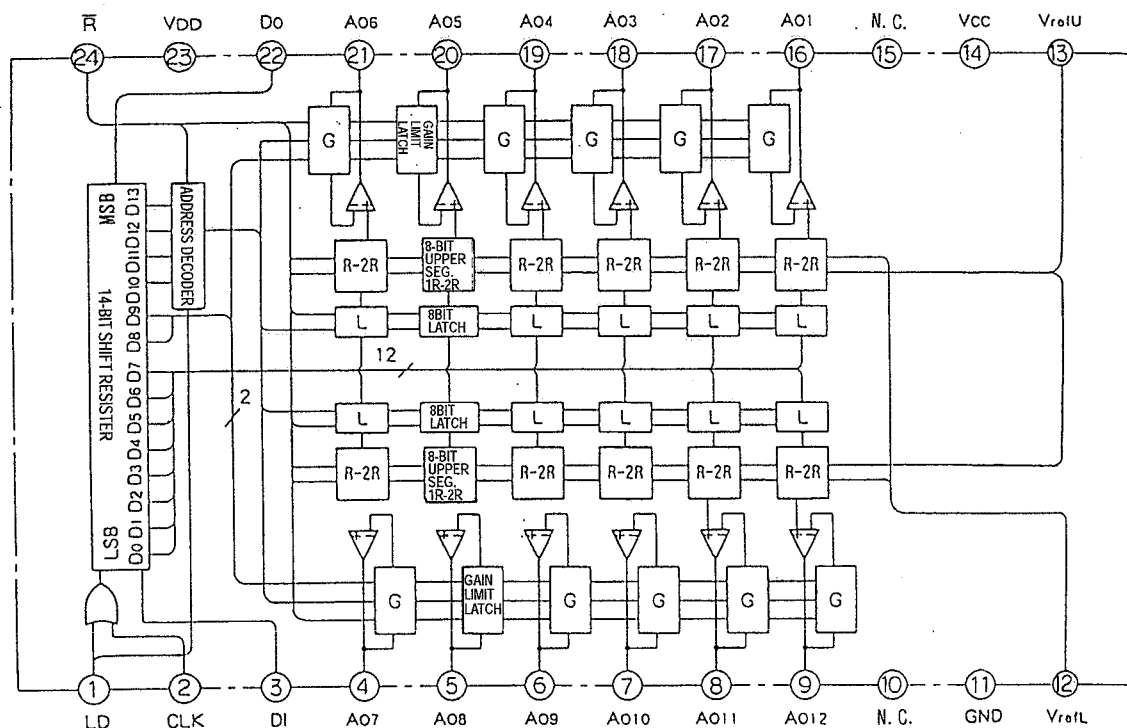 R VDD DO AO6 AO5 AO4 AO3 AO2 AO1 N.C. VCC VrefU
24 23 22 21 20 19 18 17 16 15 14 13
G GAIN LIMIT LATCH G G G G
BSM
14-BIT SHIFT RESISTER
LSB
D13
D12
D11
D10
D9
D8
D7
D6
D5
D4
D3
D2
D1
D0
ADDRESS DECODER
R-2R 8-BIT UPPER SEG. 1R-2R R-2R R-2R R-2R R-2R
L 8BIT LATCH L L L L
12
2
L 8BIT LATCH L L L L
R-2R 8-BIT UPPER SEG. 1R-2R R-2R R-2R R-2R R-2R
G GAIN LIMIT LATCH G G G G
1 2 3 4 5 6 7 8 9 10 11 12
LD CLK DI AO7 AO8 AO9 AO10 AO11 AO12 N.C. GND VrefL